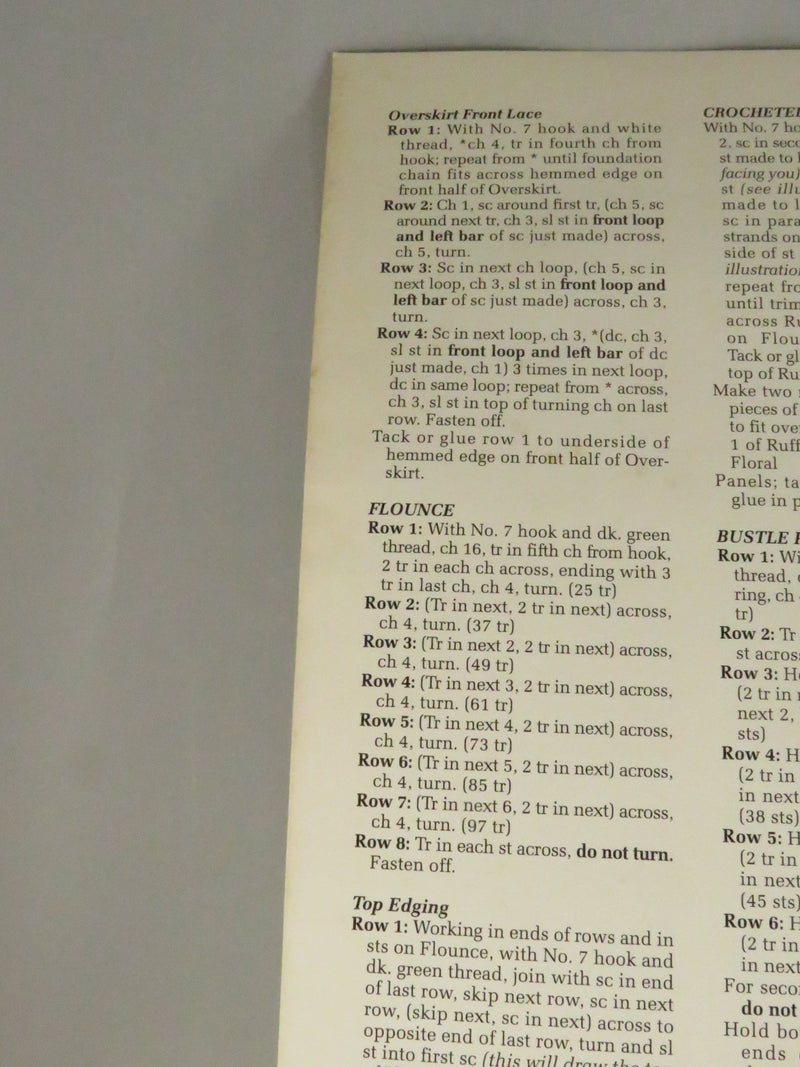 Overskirt Front Lace
Row 1: With No. 7 hook and white
thread, *ch 4, tr in fourth ch from
hook; repeat from * until foundation
chain fits across hemmed edge on
front half of Overskirt.
Row 2: Ch 1, sc around first tr, (ch 5, sc
around next tr, ch 3, sl st in front loop
and left bar of sc just made) across,
ch 5, turn.
Row 3: Sc in next ch loop, (ch 5, sc in
next loop, ch 3, sl st in front loop and
left bar of sc just made) across, ch 3,
turn.
Row 4: Sc in next loop, ch 3, *(dc, ch 3,
sl st in front loop and left bar of dc
just made, ch 1) 3 times in next loop,
dc in same loop; repeat from * across,
ch 3, sl st in top of turning ch on last
row. Fasten off.
Tack or glue row 1 to underside of
hemmed edge on front half of Over-
skirt.
FLOUNCE
Row 1: With No. 7 hook and dk. green
thread, ch 16, tr in fifth ch from hook,
2 tr in each ch across, ending with 3
tr in last ch, ch 4, turn. (25 tr)
Row 2: (Tr in next, 2 tr in next) across,
ch 4, turn. (37 tr)
Row 3: (Tr in next 2, 2 tr in next) across,
ch 4, turn. (49 tr)
Row 4: (Tr in next 3, 2 tr in next) across,
ch 4, turn. (61 tr)
Row 5: (Tr in next 4, 2 tr in next) across,
ch 4, turn. (73 tr)
Row 6: (Tr in next 5, 2 tr in next) across,
ch 4, turn. (85 tr)
Row 7: (Tr in next 6, 2 tr in next) across,
ch 4, turn. (97 tr)
Row 8: Tr in each st across, do not turn.
Fasten off.
Top Edging
Row 1: Working in ends of rows and in
sts on Flounce, with No. 7 hook and
dk. green thread, join with sc in end
of last row, skip next row, sc in next
row, (skip next, sc in next) across to
opposite end of last row, turn and sl
st into first sc (this will draw the
With No. 7
2, sc in
st made to
facing you)
st (see
made to
sc in
strands on
side of st
repeat
until
across
on
Tack or
top of
Make two
pieces of
to fit
1 of
Floral
Panels;
glue in
BUSTLE
Row 1:
thread,
ring, ch
tr)
Row 2: Tr
st
Row 3:
(2 tr in
next 2,
sts)
Row 4:
(2 tr in
in next
(38 sts)
Row 5:
(2 tr in
in next
(45 sts)
Row 6:
(2 tr in
in next
For
do not
Hold
ends